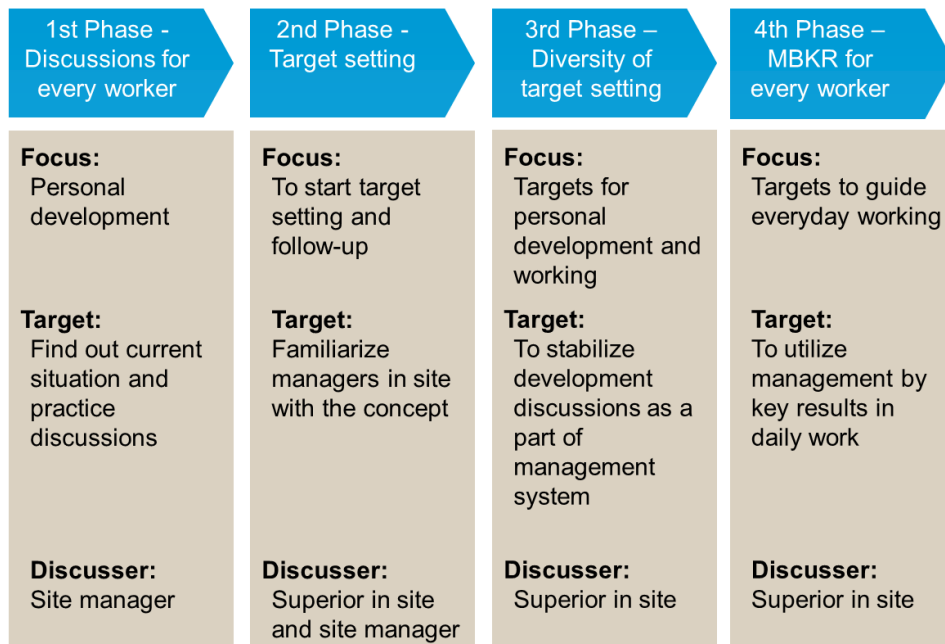 1st Phase -
Discussions for
every worker
Focus:
Personal
development
Target:
Find out current
situation and
practice
discussions
Discusser:
Site manager
2nd Phase -
Target setting
Focus:
To start target
setting and
follow-up
Target:
Familiarize
managers in site
with the concept
Discusser:
Superior in site
and site manager
3rd Phase –
Diversity of
target setting
Focus:
Targets for
personal
development and
working
Target:
To stabilize
development
discussions as a
part of
management
system
Discusser:
Superior in site
4th Phase –
MBKR for
every worker
Focus:
Targets to guide
everyday working
Target:
To utilize
management by
key results in
daily work
Discusser:
Superior in site